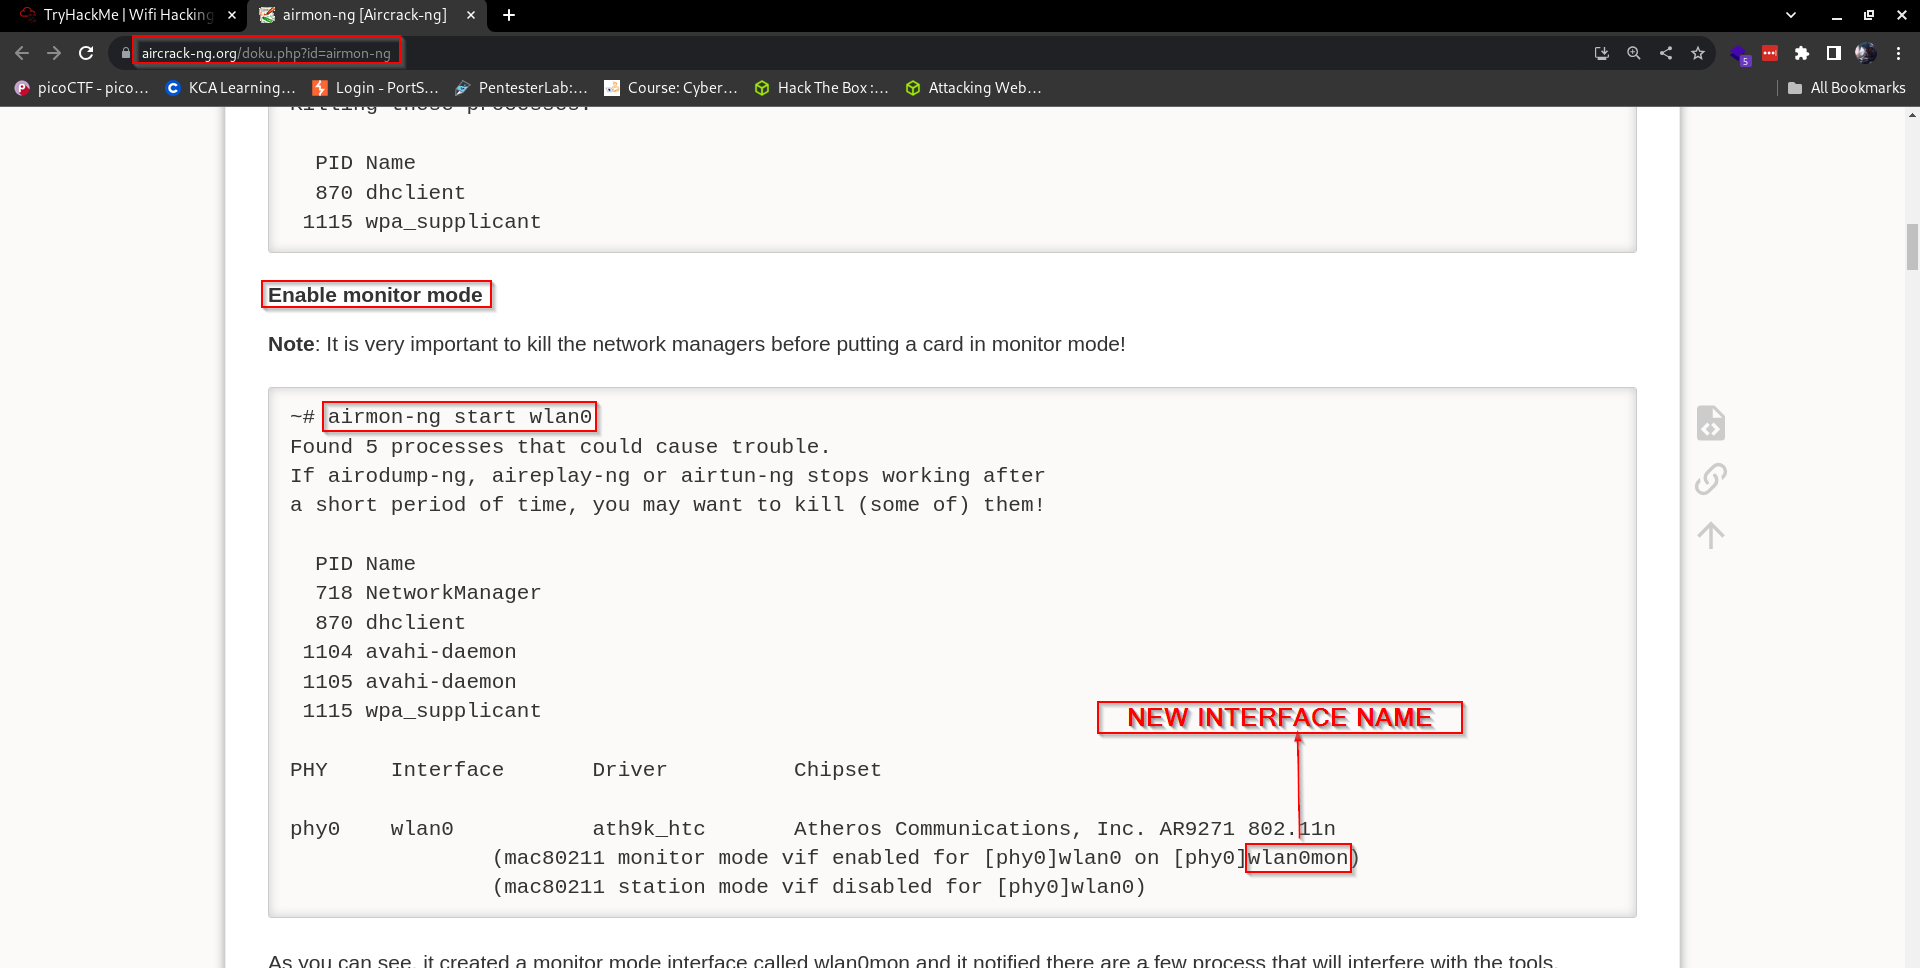 TryHackMe | Wifi Hacking
airmon-ng [Aircrack-ng]
aircrack-ng.org/doku.php?id=airmon-ng
5
picoCTF - pico…
KCA Learning…
Login - PortS…
PentesterLab:…
Course: Cyber…
Hack The Box :…
Attacking Web…
All Bookmarks
Killing these processes:
PID Name
870 dhclient
1115 wpa_supplicant
Enable monitor mode
Note: It is very important to kill the network managers before putting a card in monitor mode!
~# airmon-ng start wlan0
Found 5 processes that could cause trouble.
If airodump-ng, aireplay-ng or airtun-ng stops working after
a short period of time, you may want to kill (some of) them!
PID Name
718 NetworkManager
870 dhclient
1104 avahi-daemon
1105 avahi-daemon
1115 wpa_supplicant
NEW INTERFACE NAME
PHY Interface Driver Chipset
phy0 wlan0 ath9k_htc Atheros Communications, Inc. AR9271 802.11n
(mac80211 monitor mode vif enabled for [phy0]wlan0 on [phy0]wlan0mon)
(mac80211 station mode vif disabled for [phy0]wlan0)
As you can see, it created a monitor mode interface called wlan0mon and it notified there are a few process that will interfere with the tools.